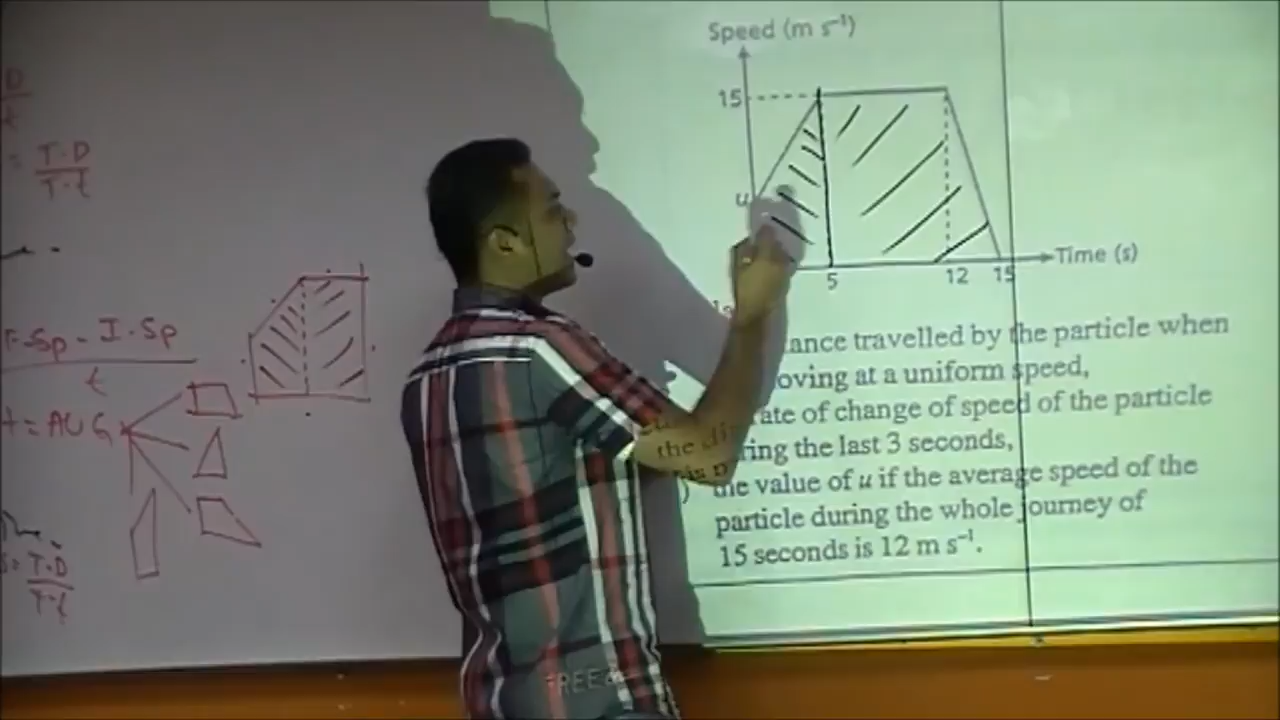 D
t
= T.D
T.t
F.Sp - I.Sp
t
= AUG
T.D
T.t
Speed (m s⁻¹)
15
u
5 12 15
Time (s)
ance travelled by the particle when
oving at a uniform speed,
rate of change of speed of the particle
ring the last 3 seconds,
the value of u if the average speed of the
particle during the whole journey of
15 seconds is 12 m s⁻¹.